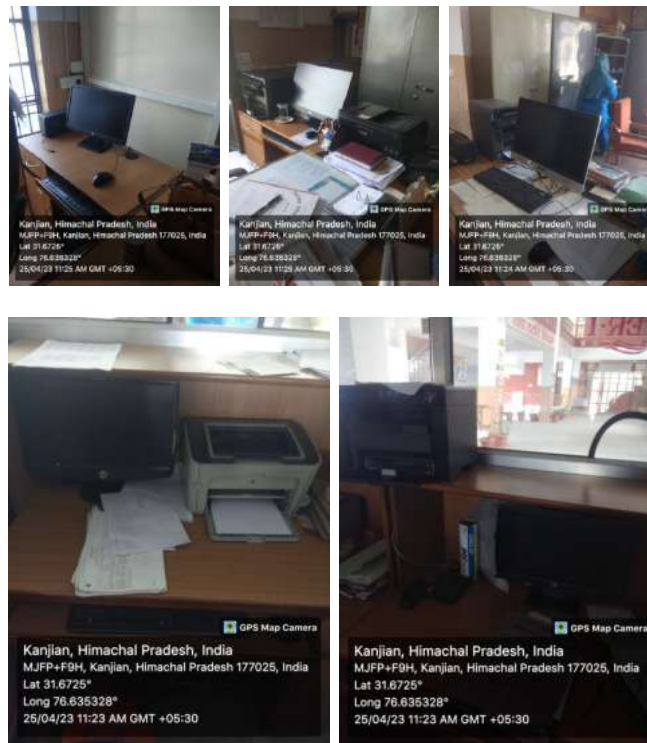 GPS Map Camera
Kanjian, Himachal Pradesh, India
MJFP+F9H, Kanjian, Himachal Pradesh 177025, India
Lat 31.6725°
Long 76.635328°
25/04/23 11:25 AM GMT +05:30
GPS Map Camera
Kanjian, Himachal Pradesh, India
MJFP+F9H, Kanjian, Himachal Pradesh 177025, India
Lat 31.6725°
Long 76.635328°
25/04/23 11:25 AM GMT +05:30
GPS Map Camera
Kanjian, Himachal Pradesh, India
MJFP+F9H, Kanjian, Himachal Pradesh 177025, India
Lat 31.6725°
Long 76.635328°
25/04/23 11:24 AM GMT +05:30
GPS Map Camera
Kanjian, Himachal Pradesh, India
MJFP+F9H, Kanjian, Himachal Pradesh 177025, India
Lat 31.6725°
Long 76.635328°
25/04/23 11:23 AM GMT +05:30
GPS Map Camera
Kanjian, Himachal Pradesh, India
MJFP+F9H, Kanjian, Himachal Pradesh 177025, India
Lat 31.6725°
Long 76.635328°
25/04/23 11:23 AM GMT +05:30